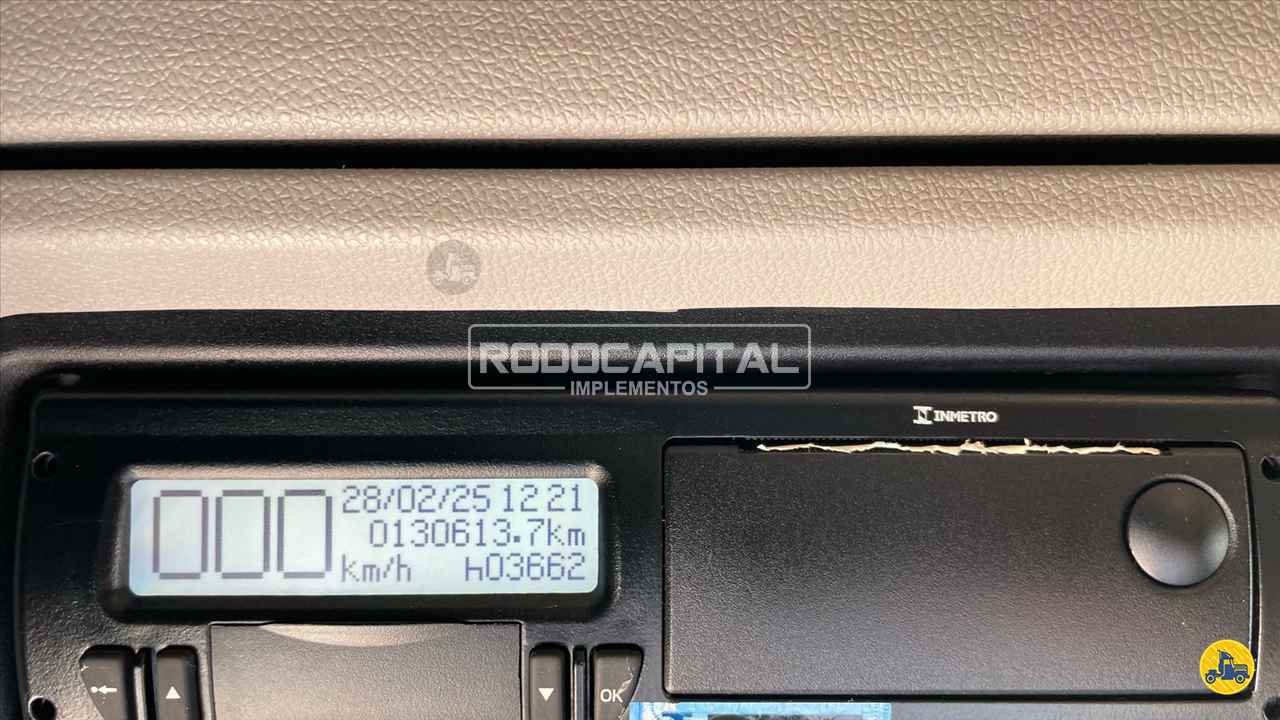 RODOCAPITAL
IMPLEMENTOS
INMETRO
000
28/02/25 12 21
0130613.7km
km/h h03662
OK